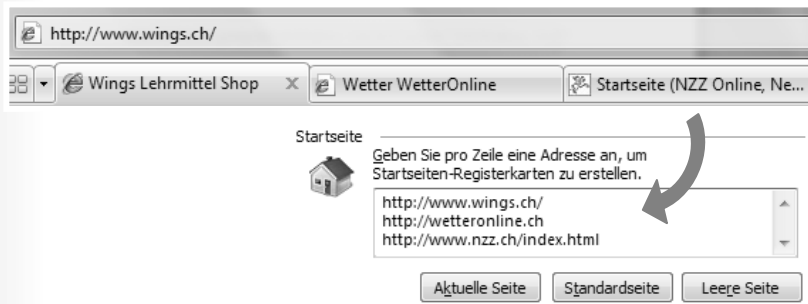 http://www.wings.ch/
Wings Lehrmittel Shop
Wetter WetterOnline
Startseite (NZZ Online, Ne...
Startseite
Geben Sie pro Zeile eine Adresse an, um
Startseiten-Registerkarten zu erstellen.
http://www.wings.ch/
http://wetteronline.ch
http://www.nzz.ch/index.html
Aktuelle Seite Standardseite Leere Seite